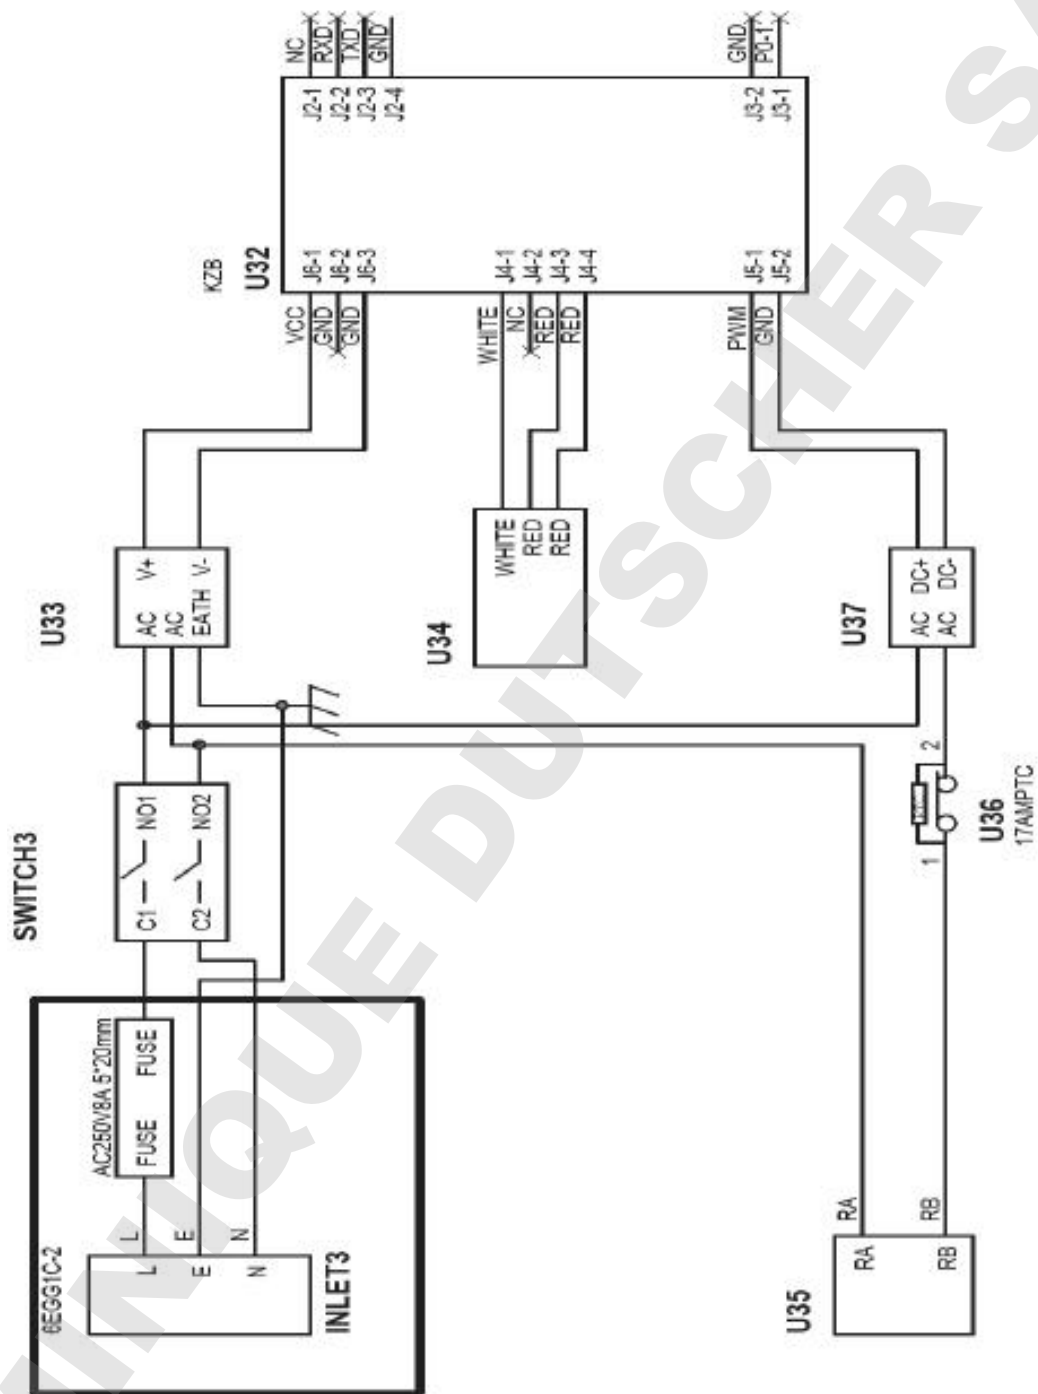 SWITCH3
U33
KZB
U32
NC
RXD
TXD
GND
J2-1
J2-2
J2-3
J2-4
GND
P0-1
J3-2
J3-1
J6-1
J6-2
J6-3
VCC
GND
GND
J4-1
J4-2
J4-3
J4-4
WHITE
NC
RED
RED
J5-1
J5-2
PWM
GND
AC V+
AC
EATH V-
U34
WHITE
RED
RED
U37
AC DC+
AC DC-
C1 NO1
C2 NO2
1
2
U36
17AMPTC
6EGG1C-2
AC250V8A 5*20mm
FUSE FUSE
L
E
N
L
E
N
INLET3
U35
RA
RB
RA
RB
INIQUE DUTSCHER SA